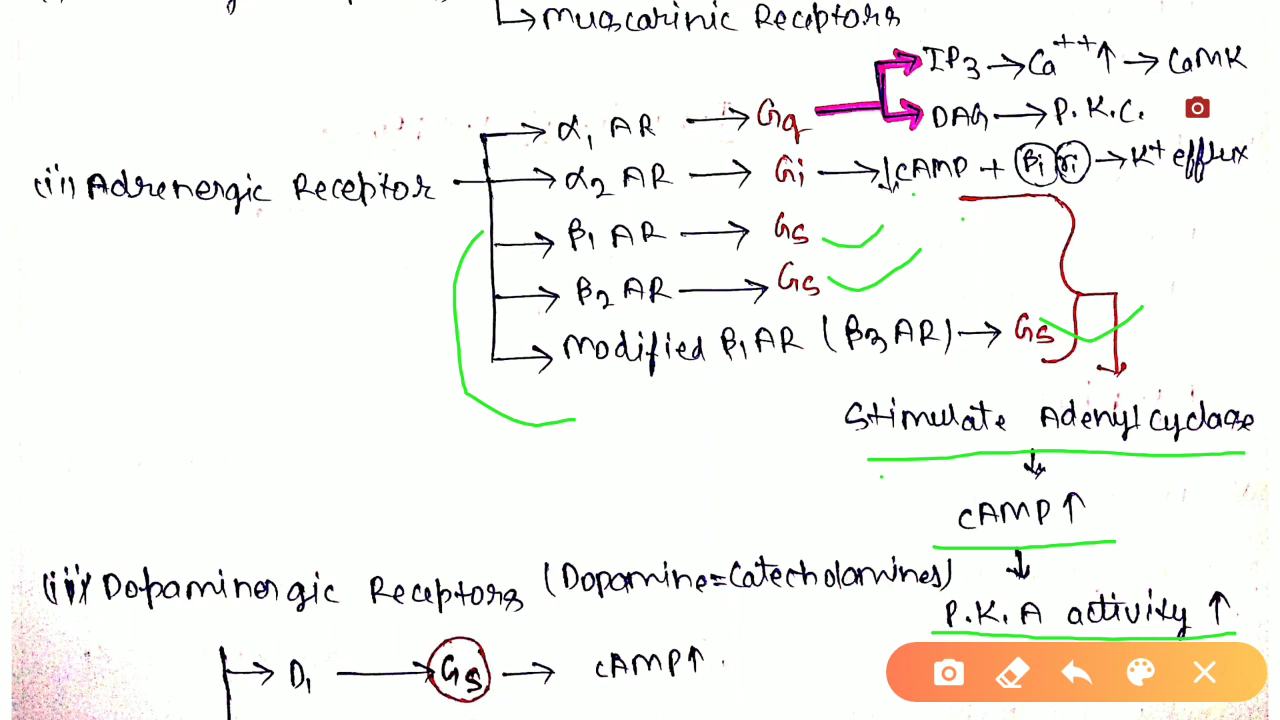 ↳ Muscarinic Receptors
IP3 → Ca++↑ → CaMK
DAG → P.K.C.
α1 AR → Gq
(ii) Adrenergic Receptor
α2 AR → Gi → ↓cAMP + βi γi → K+ efflux
β1 AR → Gs
β2 AR → Gs
Modified β1 AR (β3 AR) → Gs
Stimulate Adenyl cyclase
↓
cAMP↑
↓
P.K.A activity ↑
(iii) Dopaminergic Receptors (Dopamine=Catecholamines)
→ D1 → Gs → cAMP↑